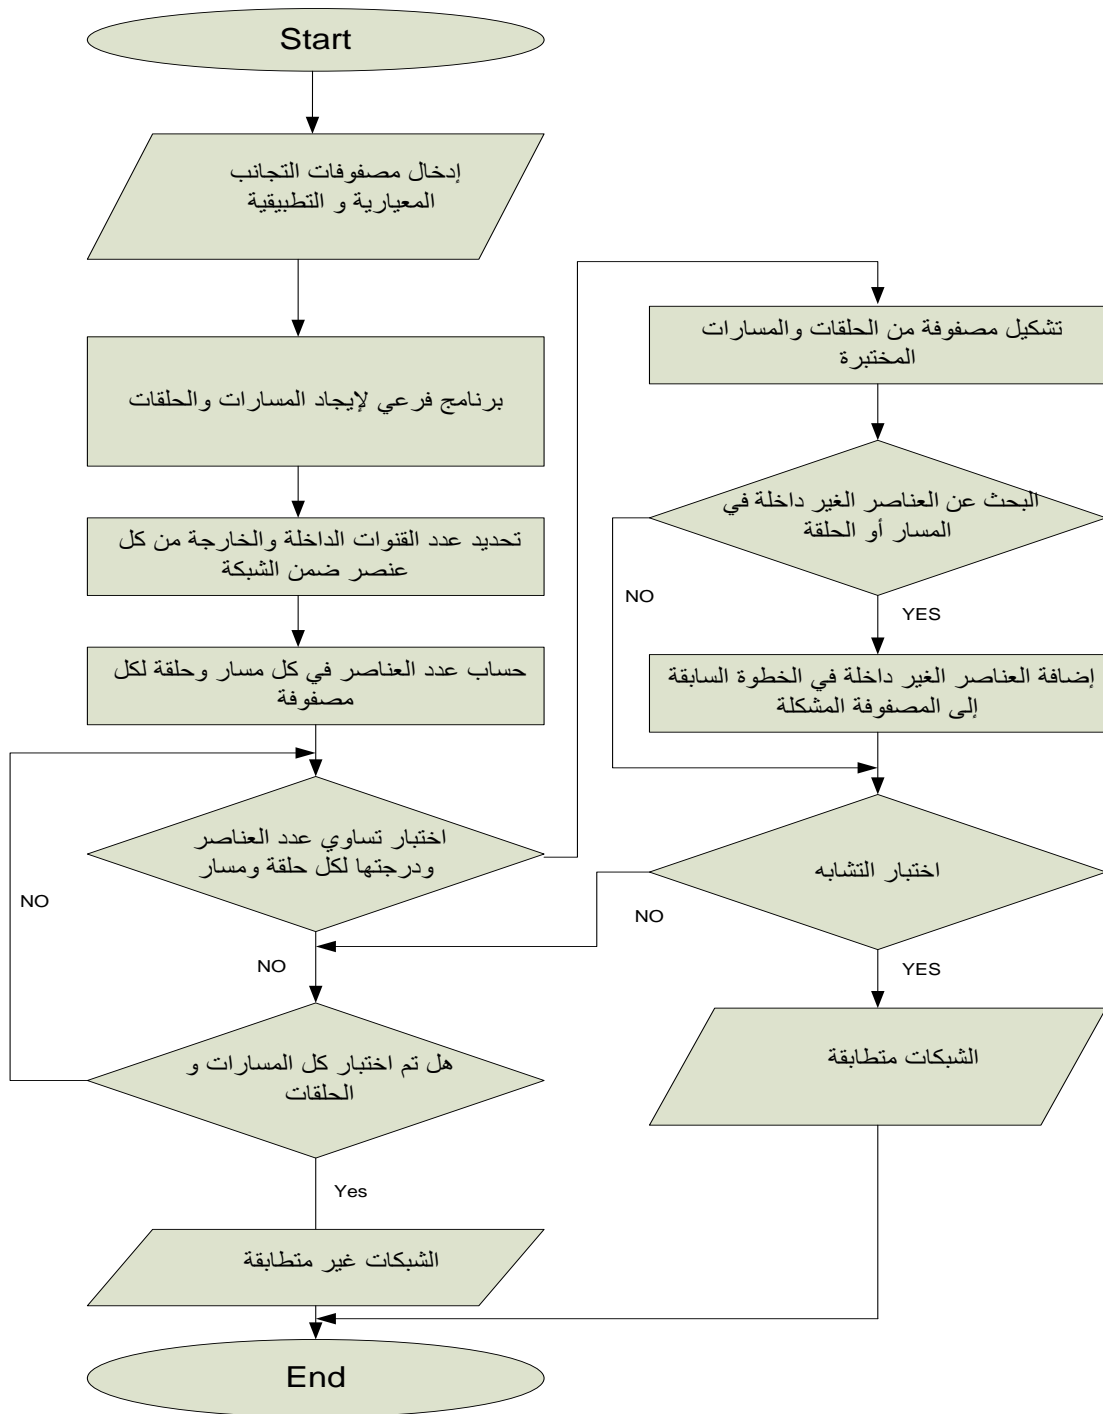 Start
إدخال مصفوفات التجانب
المعيارية و التطبيقية
برنامج فرعي لإيجاد المسارات والحلقات
تحديد عدد القنوات الداخلة والخارجة من كل
عنصر ضمن الشبكة
حساب عدد العناصر في كل مسار وحلقة لكل
مصفوفة
اختبار تساوي عدد العناصر
ودرجتها لكل حلقة ومسار
NO
NO
هل تم اختبار كل المسارات و
الحلقات
Yes
الشبكات غير متطابقة
End
تشكيل مصفوفة من الحلقات والمسارات
المختبرة
البحث عن العناصر الغير داخلة في
المسار أو الحلقة
NO
YES
إضافة العناصر الغير داخلة في الخطوة السابقة
إلى المصفوفة المشكلة
اختبار التشابه
NO
YES
الشبكات متطابقة